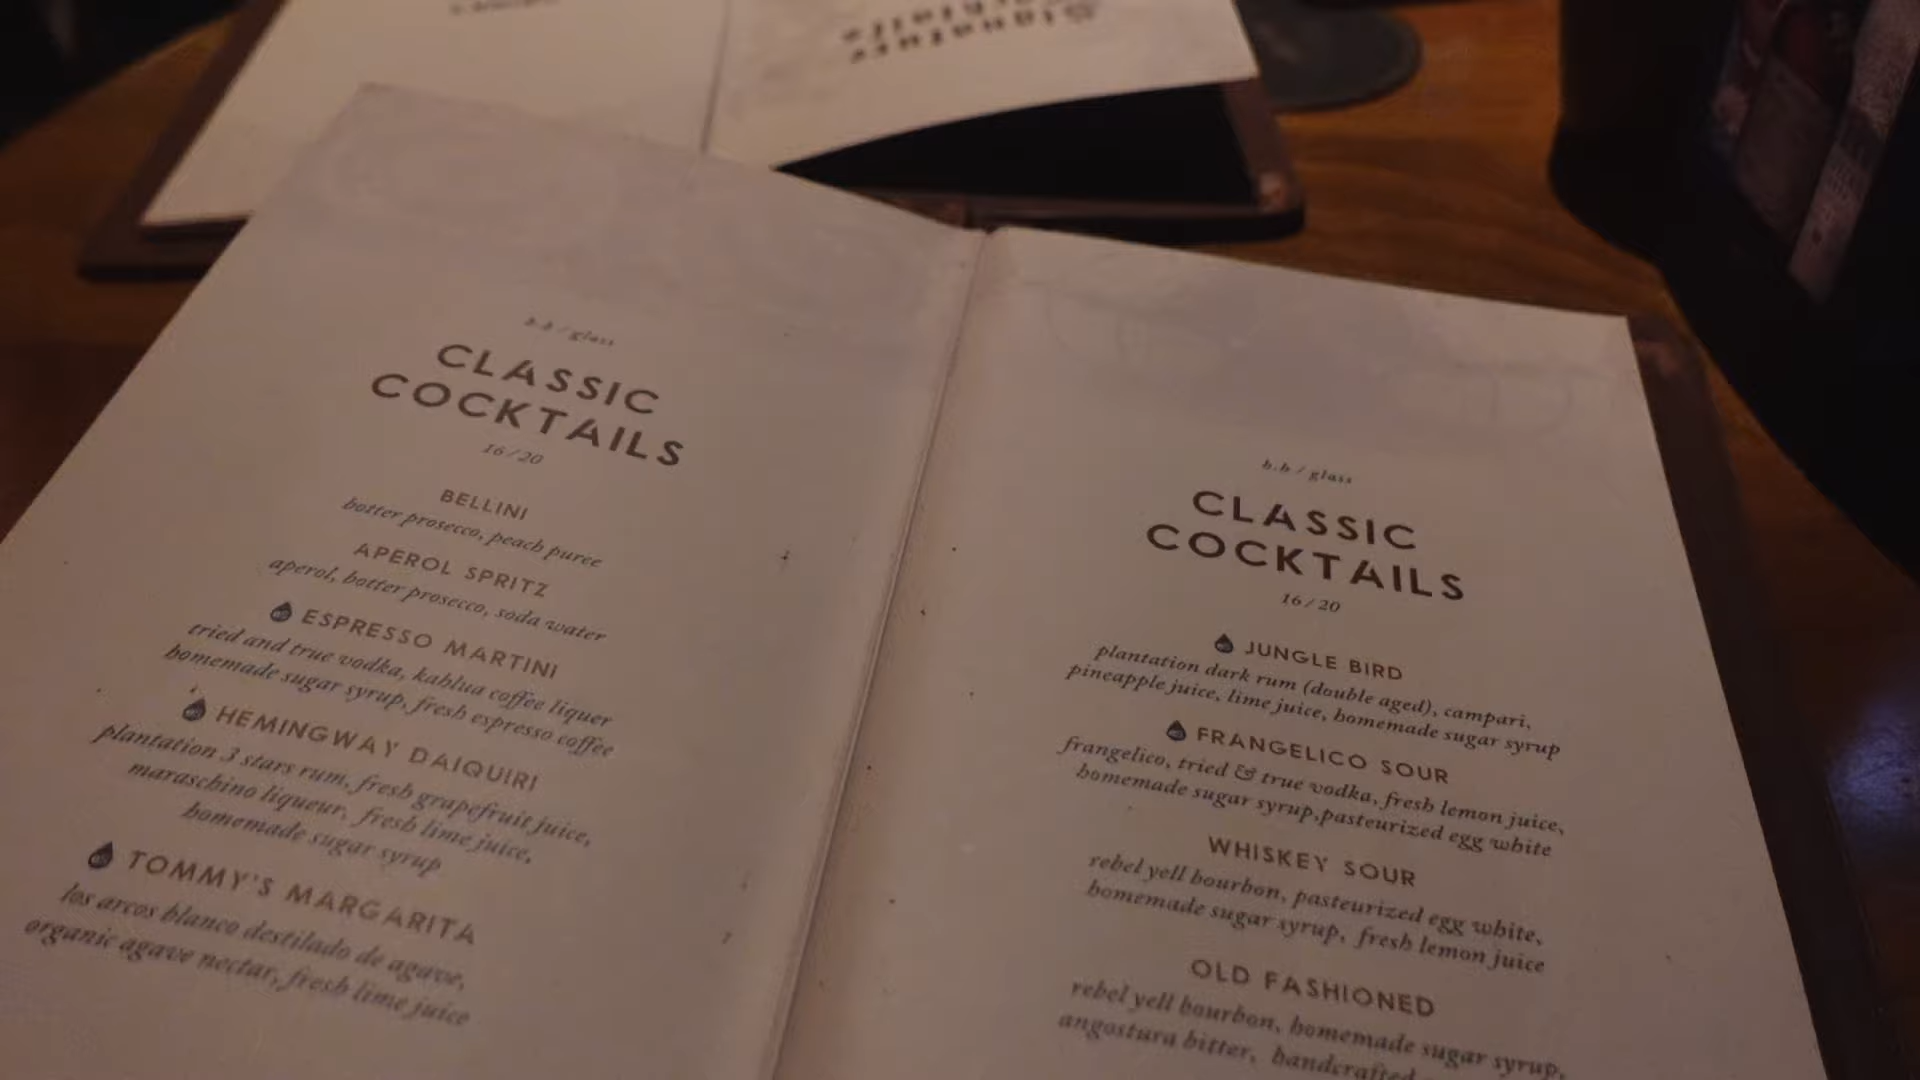 Signature
h.h / glass
CLASSIC
COCKTAILS
16/20
BELLINI
botter prosecco, peach puree
APEROL SPRITZ
aperol, botter prosecco, soda water
ESPRESSO MARTINI
tried and true vodka, kahlua coffee liquer
homemade sugar syrup, fresh espresso coffee
HEMINGWAY DAIQUIRI
plantation 3 stars rum, fresh grapefruit juice,
maraschino liqueur, fresh lime juice,
homemade sugar syrup
TOMMY'S MARGARITA
los arcos blanco destilado de agave,
organic agave nectar, fresh lime juice
h.h / glass
CLASSIC
COCKTAILS
16/20
JUNGLE BIRD
plantation dark rum (double aged), campari,
pineapple juice, lime juice, homemade sugar syrup
FRANGELICO SOUR
frangelico, tried & true vodka, fresh lemon juice,
homemade sugar syrup,pasteurized egg white
WHISKEY SOUR
rebel yell bourbon, pasteurized egg white,
homemade sugar syrup, fresh lemon juice
OLD FASHIONED
rebel yell bourbon, homemade sugar syrup,
angostura bitter, handcrafted